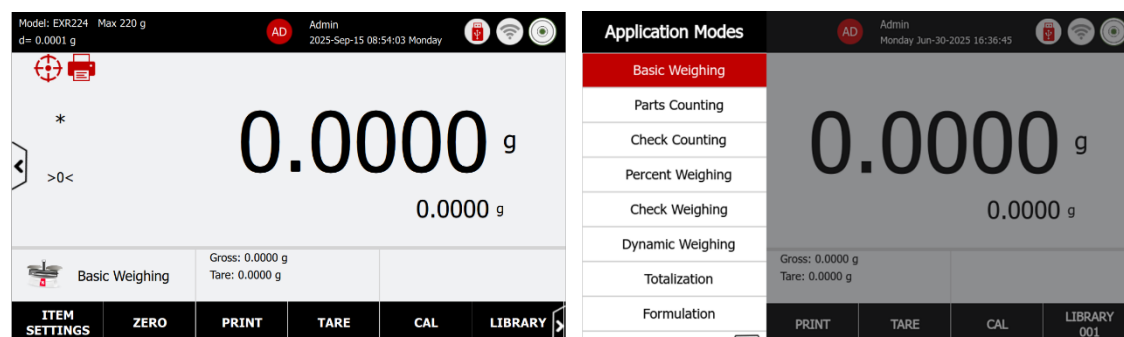 Model: EXR224 Max 220 g
d= 0.0001 g
AD
Admin
2025-Sep-15 08:54:03 Monday
*
>0<
0.0000 g
0.0000 g
Basic Weighing
Gross: 0.0000 g
Tare: 0.0000 g
ITEM
SETTINGS
ZERO
PRINT
TARE
CAL
LIBRARY
Application Modes
AD
Admin
Monday Jun-30-2025 16:36:45
Basic Weighing
Parts Counting
Check Counting
Percent Weighing
Check Weighing
Dynamic Weighing
Totalization
Formulation
0.0000 g
0.0000 g
Gross: 0.0000 g
Tare: 0.0000 g
PRINT
TARE
CAL
LIBRARY
001